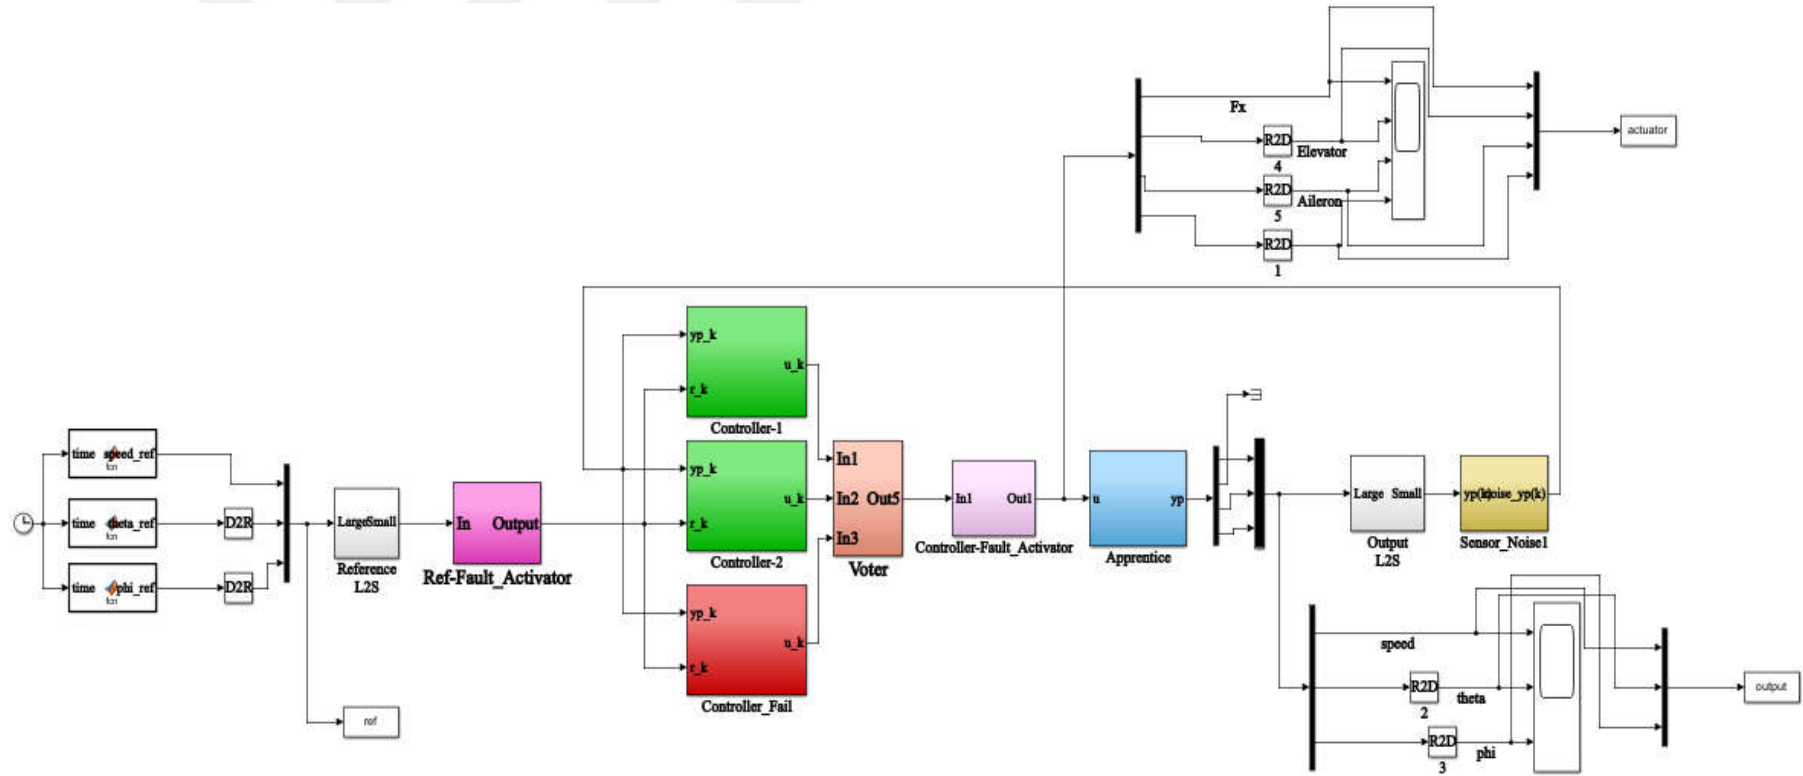 Fx
R2D
Elevator
4
R2D
Aileron
5
R2D
1
actuator
time speed_ref
fcn
time theta_ref
fcn
D2R
time phi_ref
fcn
D2R
LargeSmall
Reference
L2S
ref
In Output
Ref-Fault_Activator
yp_k
u_k
r_k
Controller-1
yp_k
u_k
r_k
Controller-2
yp_k
u_k
r_k
Controller_Fail
In1
In2 Out5
In3
Voter
In1 Out1
Controller-Fault_Activator
u yp
Apprentice
Large Small
Output
L2S
yp(k) noise_yp(k)
Sensor_Noise1
speed
R2D
theta
2
R2D
phi
3
output